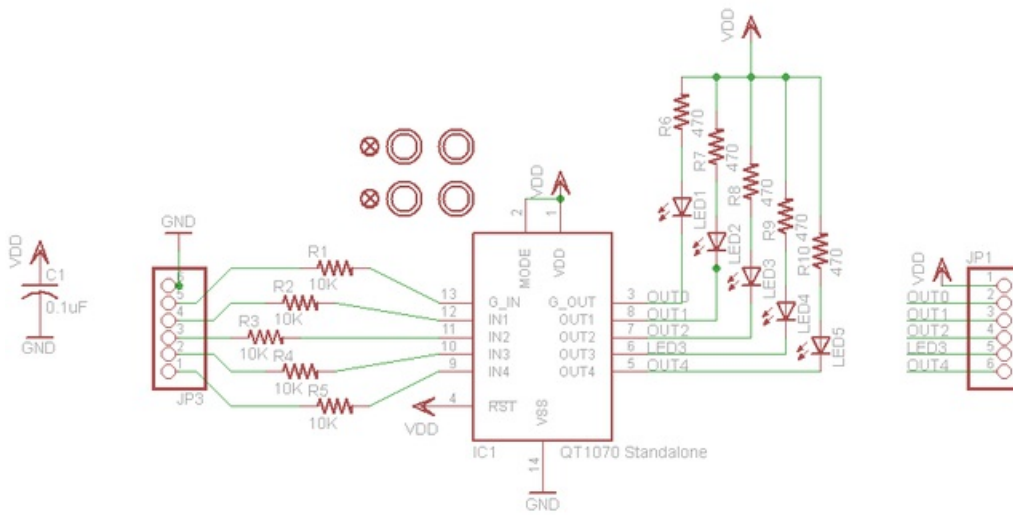 VDD
R6
470
R7
470
R8
470
R9
470
R10
470
LED1
LED2
LED3
LED4
LED5
VDD
2
1
MODE
VDD
GND
VDD
C1
0.1uF
GND
6
5
4
3
2
1
JP3
R1
10K
R2
10K
R3
10K
R4
10K
R5
10K
13 G_IN G_OUT 3 OUT0
12 IN1 OUT1 8 OUT1
11 IN2 OUT2 7 OUT2
10 IN3 OUT3 6 LED3
9 IN4 OUT4 5 OUT4
4 RST
VDD
VSS
IC1
QT1070 Standalone
14
GND
JP1
VDD 1
OUT0 2
OUT1 3
OUT2 4
LED3 5
OUT4 6